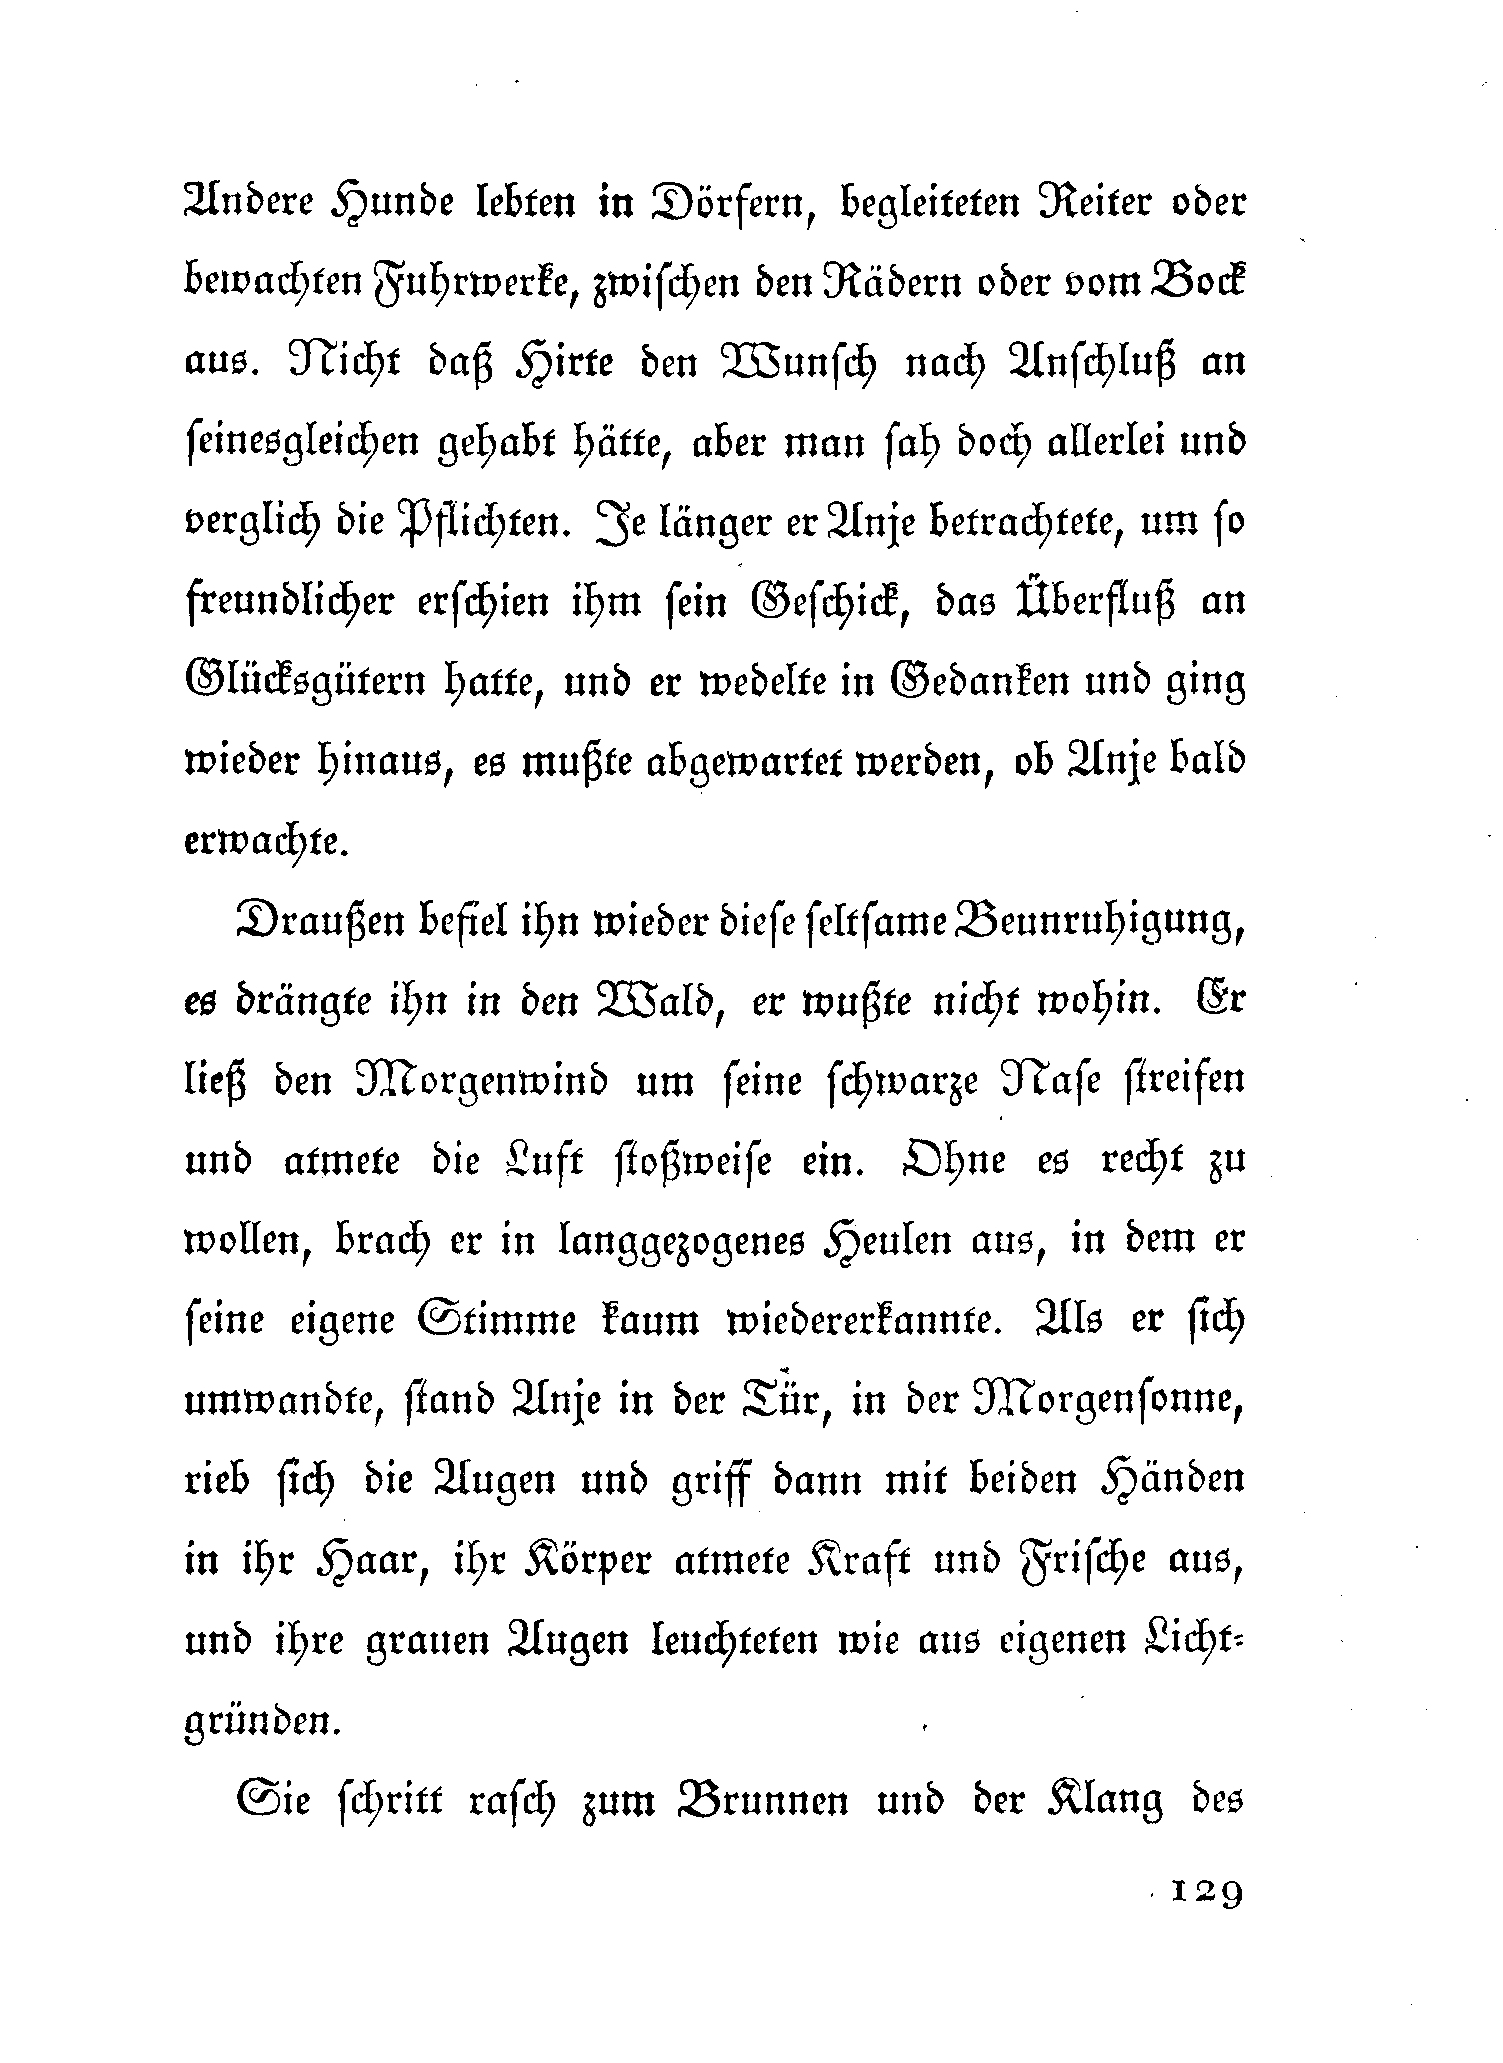 Andere Hunde lebten in Dörfern, begleiteten Reiter oder
bewachten Fuhrwerke, zwischen den Rädern oder vom Bock
aus. Nicht daß Hirte den Wunsch nach Anschluß an
seinesgleichen gehabt hätte, aber man sah doch allerlei und
verglich die Pflichten. Je länger er Anje betrachtete, um so
freundlicher erschien ihm sein Geschick, das Überfluß an
Glücksgütern hatte, und er wedelte in Gedanken und ging
wieder hinaus, es mußte abgewartet werden, ob Anje bald
erwachte.
Draußen befiel ihn wieder diese seltsame Beunruhigung,
es drängte ihn in den Wald, er wußte nicht wohin. Er
ließ den Morgenwind um seine schwarze Nase streifen
und atmete die Luft stoßweise ein. Ohne es recht zu
wollen, brach er in langgezogenes Heulen aus, in dem er
seine eigene Stimme kaum wiedererkannte. Als er sich
umwandte, stand Anje in der Tür, in der Morgensonne,
rieb sich die Augen und griff dann mit beiden Händen
in ihr Haar, ihr Körper atmete Kraft und Frische aus,
und ihre grauen Augen leuchteten wie aus eigenen Licht-
gründen.
Sie schritt rasch zum Brunnen und der Klang des
129